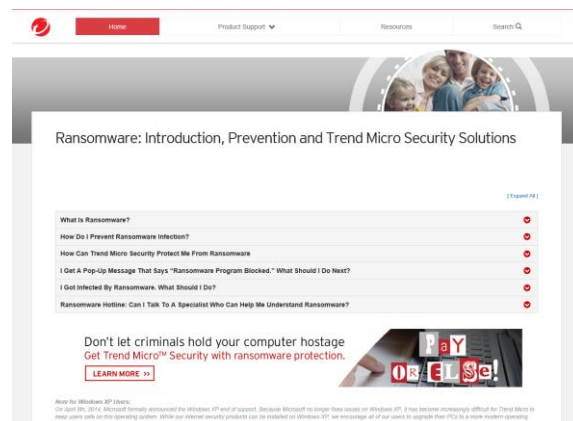 Home
Product Support
Resources
Search
Ransomware: Introduction, Prevention and Trend Micro Security Solutions
[ Expand All ]
What Is Ransomware?
How Do I Prevent Ransomware Infection?
How Can Trend Micro Security Protect Me From Ransomware
I Get A Pop-Up Message That Says "Ransomware Program Blocked." What Should I Do Next?
I Got Infected By Ransomware. What Should I Do?
Ransomware Hotline: Can I Talk To A Specialist Who Can Help Me Understand Ransomware?
Don't let criminals hold your computer hostage
Get Trend Micro™ Security with ransomware protection.
LEARN MORE >>
PaY
OR ELSe!
Note for Windows XP Users:
On April 8th, 2014, Microsoft formally announced the Windows XP end of support. Because Microsoft no longer fixes issues on Windows XP, it has become increasingly difficult for Trend Micro to
keep users safe on this operating system. While our internet security products can be installed on Windows XP, we encourage all of our users to upgrade their PCs to a more modern operating